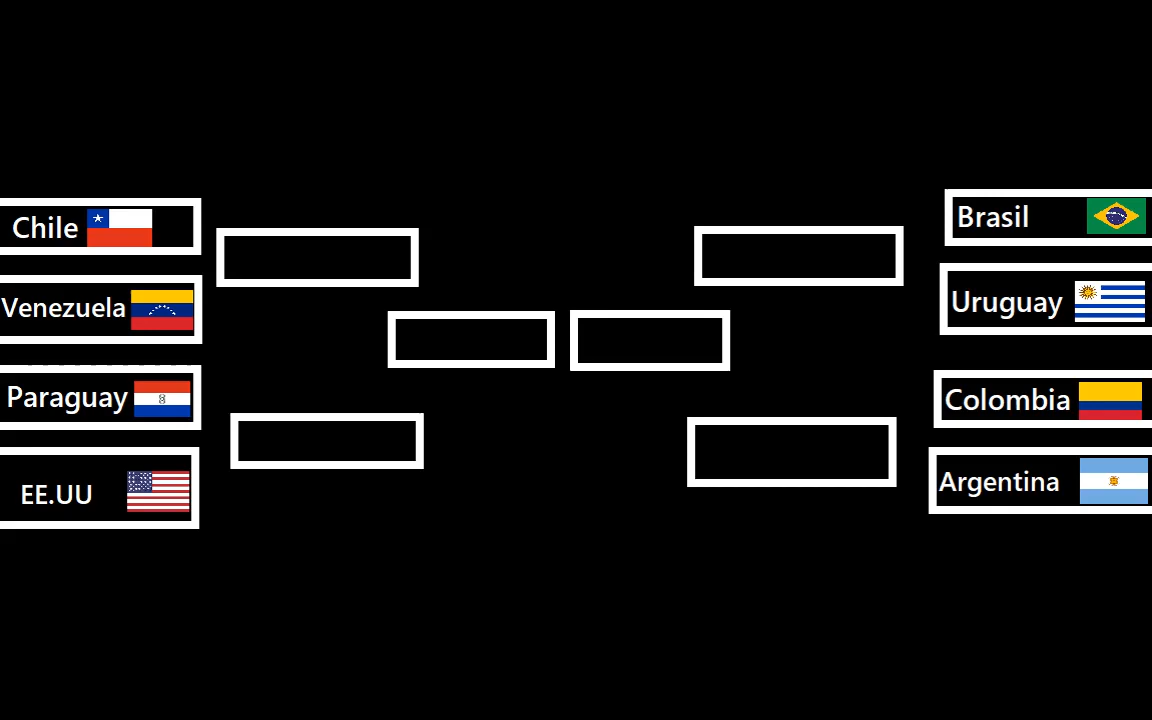 Chile
Venezuela
Paraguay
EE.UU
Brasil
Uruguay
Colombia
Argentina